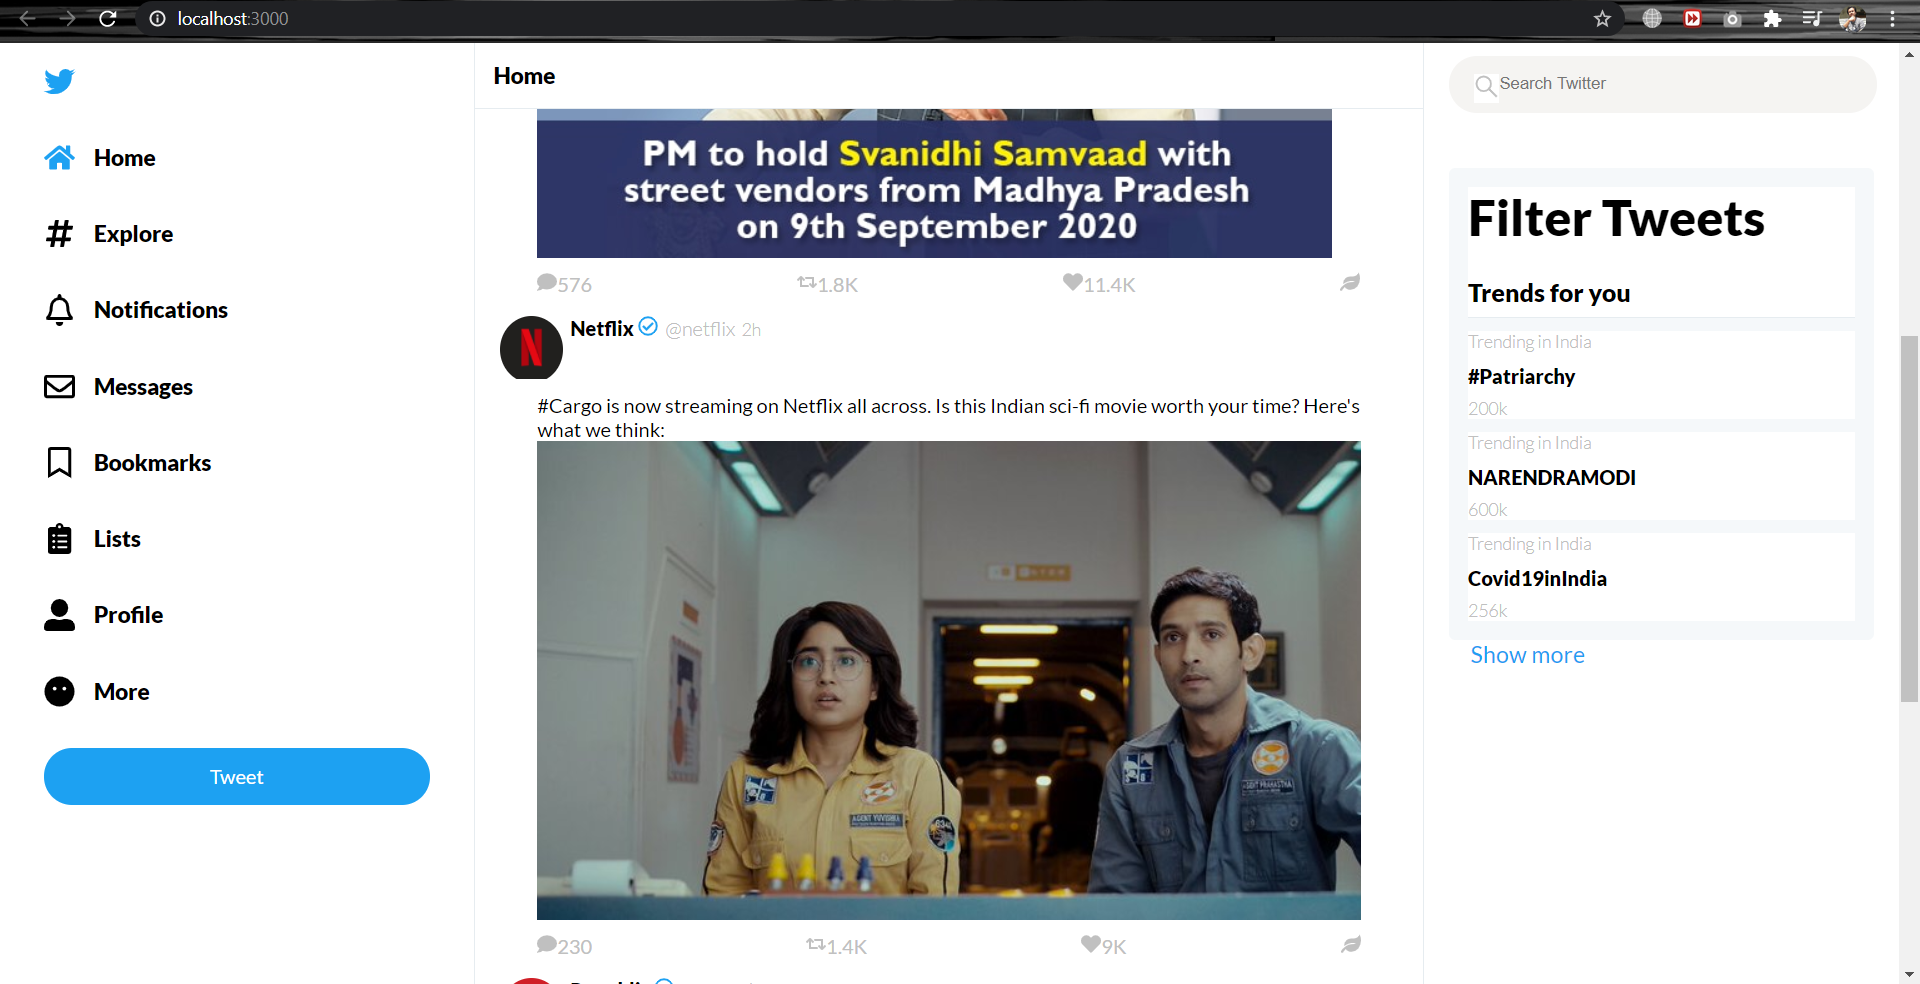 localhost:3000
Home
Explore
Notifications
Messages
Bookmarks
Lists
Profile
More
Tweet
Home
PM to hold Svanidhi Samvaad with
street vendors from Madhya Pradesh
on 9th September 2020
576 1.8K 11.4K
N
Netflix @netflix 2h
#Cargo is now streaming on Netflix all across. Is this Indian sci-fi movie worth your time? Here's
what we think:
AGENT YUVISHKA
AGENT PRAHASTHA
230 1.4K 9K
Search Twitter
Filter Tweets
Trends for you
Trending in India
#Patriarchy
200k
Trending in India
NARENDRAMODI
600k
Trending in India
Covid19inIndia
256k
Show more